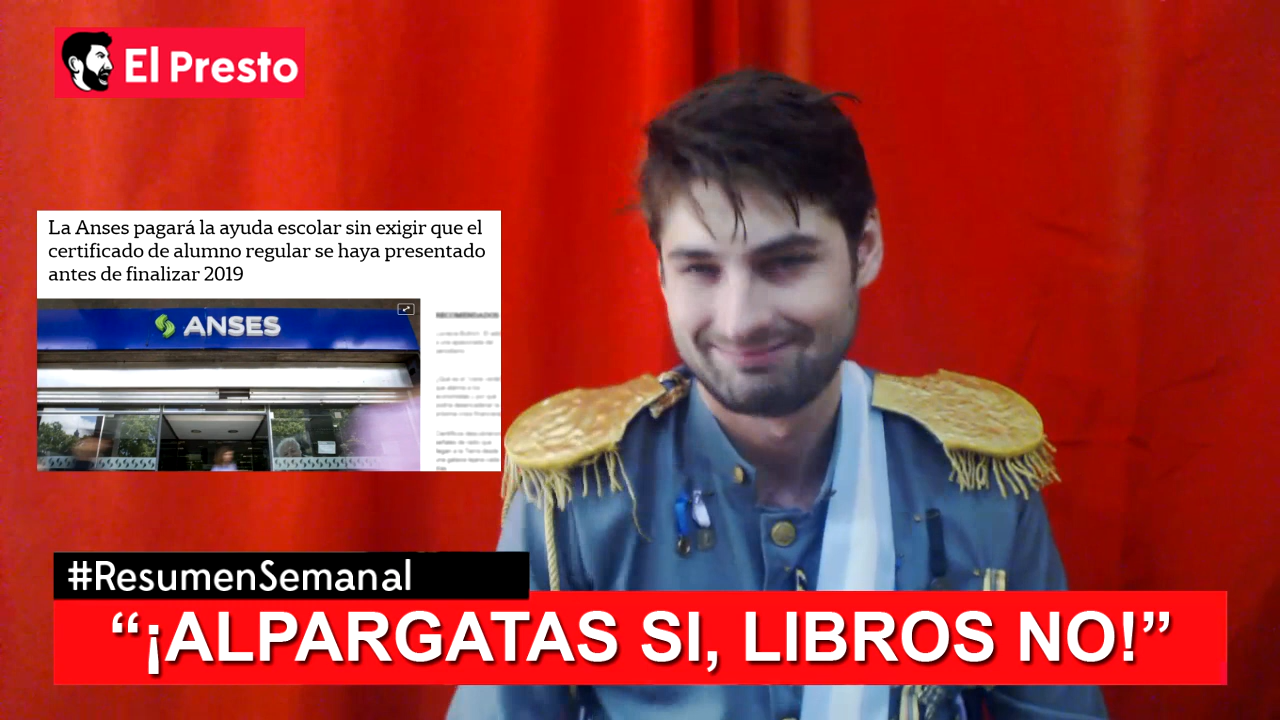 El Presto
La Anses pagará la ayuda escolar sin exigir que el
certificado de alumno regular se haya presentado
antes de finalizar 2019
ANSES
RECOMENDADOS
#ResumenSemanal
“¡ALPARGATAS SI, LIBROS NO!”